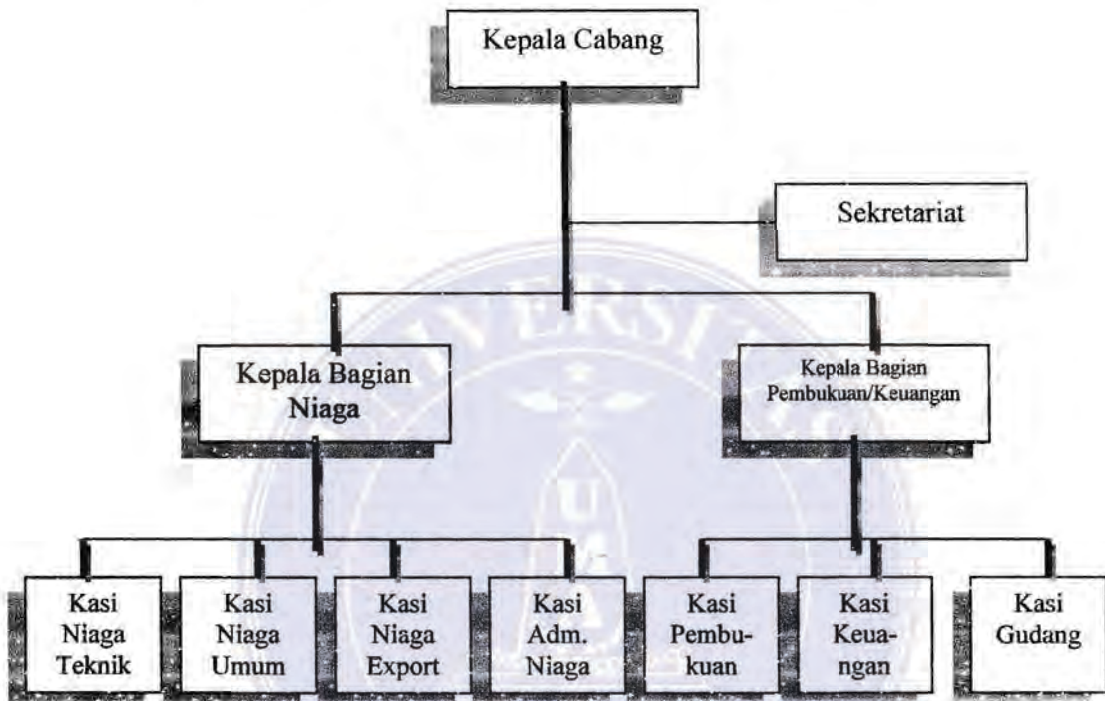 Kepala Cabang
Sekretariat
Kepala Bagian
Niaga
Kepala Bagian
Pembukuan/Keuangan
Kasi
Niaga
Teknik
Kasi
Niaga
Umum
Kasi
Niaga
Export
Kasi
Adm.
Niaga
Kasi
Pembu-
kuan
Kasi
Keua-
ngan
Kasi
Gudang